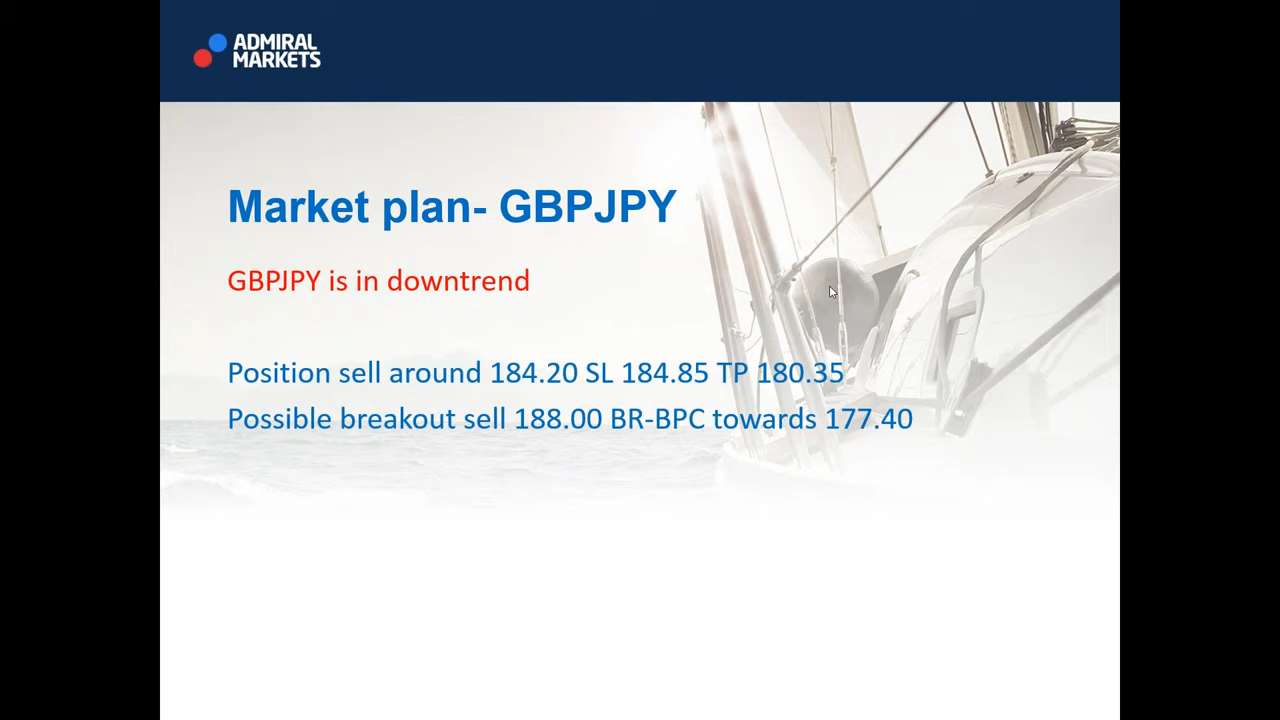 ADMIRAL
MARKETS
Market plan- GBPJPY
GBPJPY is in downtrend
Position sell around 184.20 SL 184.85 TP 180.35
Possible breakout sell 188.00 BR-BPC towards 177.40